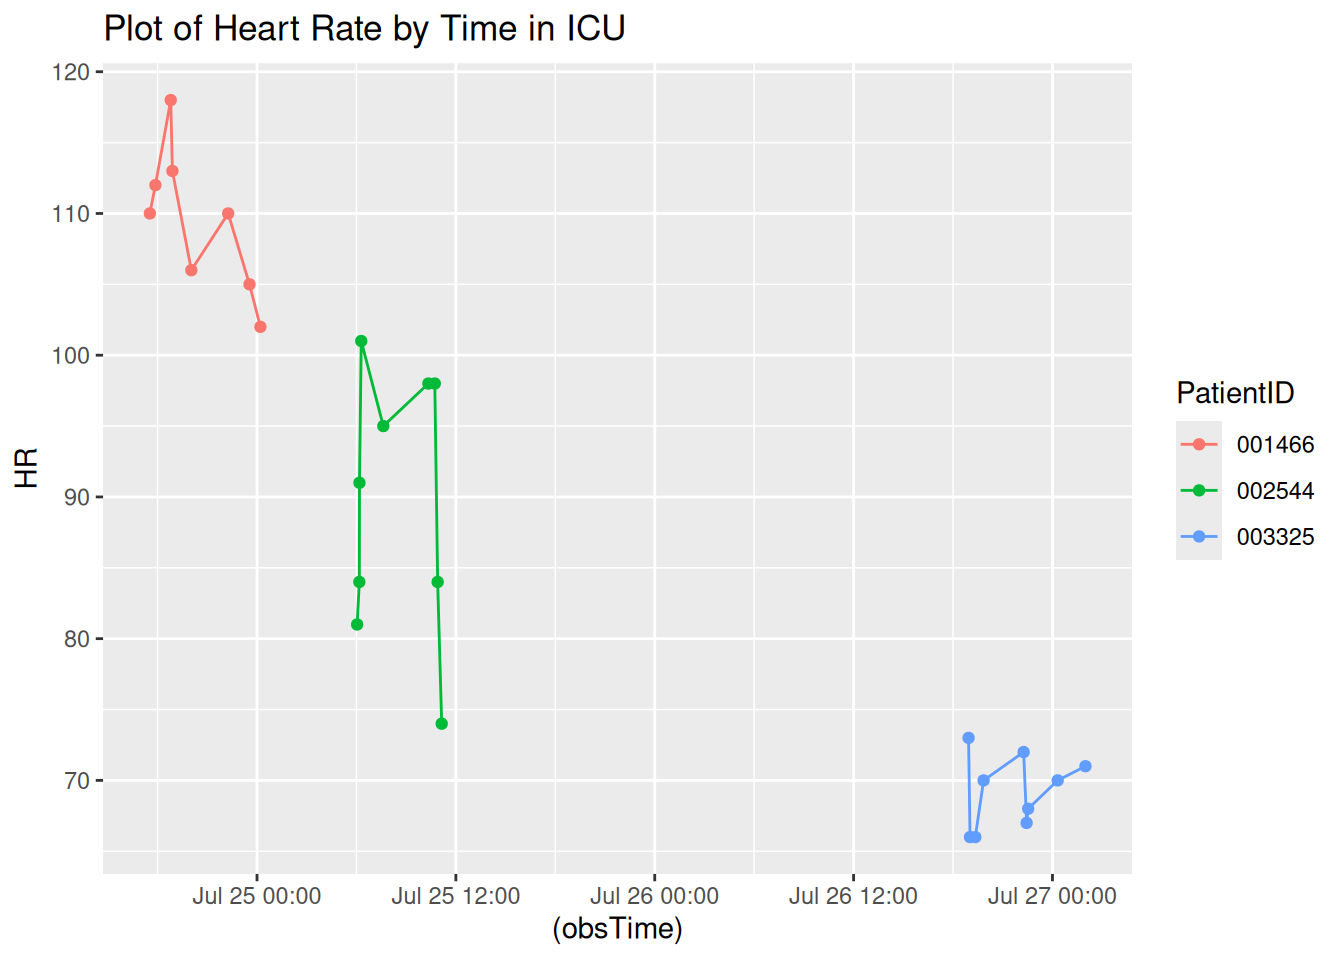 Plot of Heart Rate by Time in ICU
120
110
100
90
80
70
HR
Jul 25 00:00 Jul 25 12:00 Jul 26 00:00 Jul 26 12:00 Jul 27 00:00
(obsTime)
PatientID
001466
002544
003325